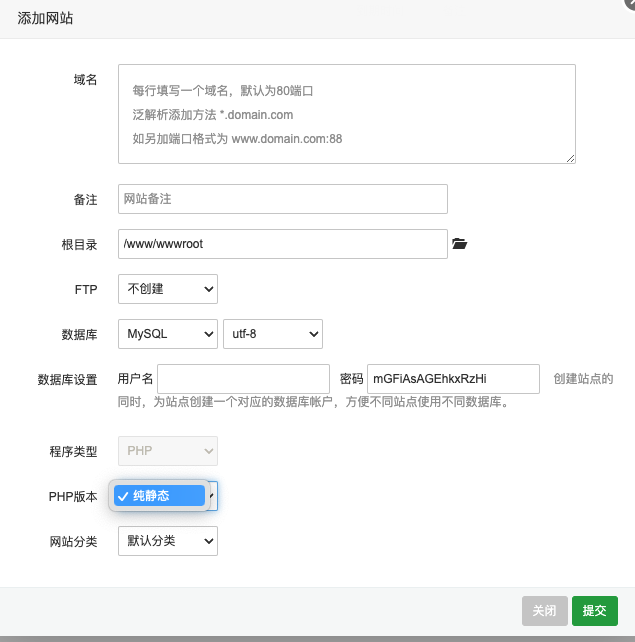 添加网站
域名
每行填写一个域名，默认为80端口
泛解析添加方法 *.domain.com
如另加端口格式为 www.domain.com:88
备注 网站备注
根目录 /www/wwwroot
FTP 不创建
数据库 MySQL utf-8
数据库设置 用户名 密码 mGFiAsAGEhkxRzHi 创建站点的
同时，为站点创建一个对应的数据库帐户，方便不同站点使用不同数据库。
程序类型 PHP
PHP版本 纯静态
网站分类 默认分类
关闭 提交